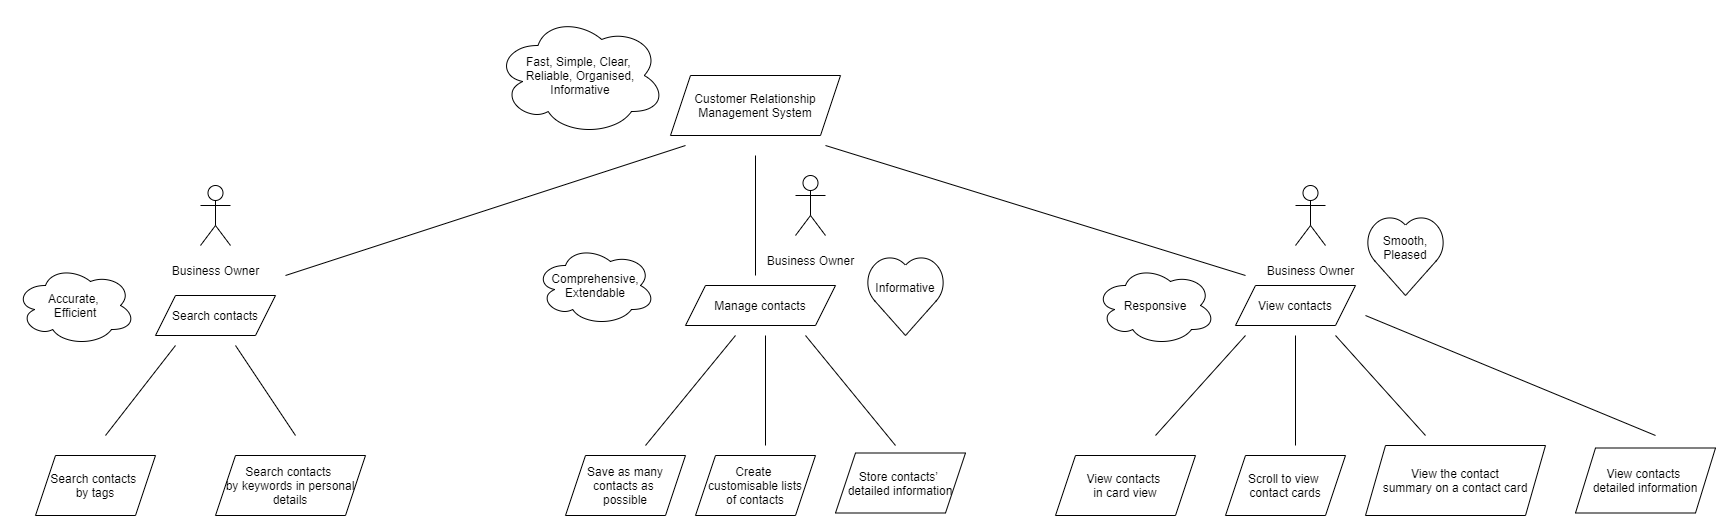 Fast, Simple, Clear,
Reliable, Organised,
Informative
Customer Relationship
Management System
Business Owner
Accurate,
Efficient
Search contacts
Business Owner
Comprehensive,
Extendable
Manage contacts
Informative
Business Owner
Smooth,
Pleased
Responsive
View contacts
Search contacts
by tags
Search contacts
by keywords in personal
details
Save as many
contacts as
possible
Create
customisable lists
of contacts
Store contacts'
detailed information
View contacts
in card view
Scroll to view
contact cards
View the contact
summary on a contact card
View contacts
detailed information